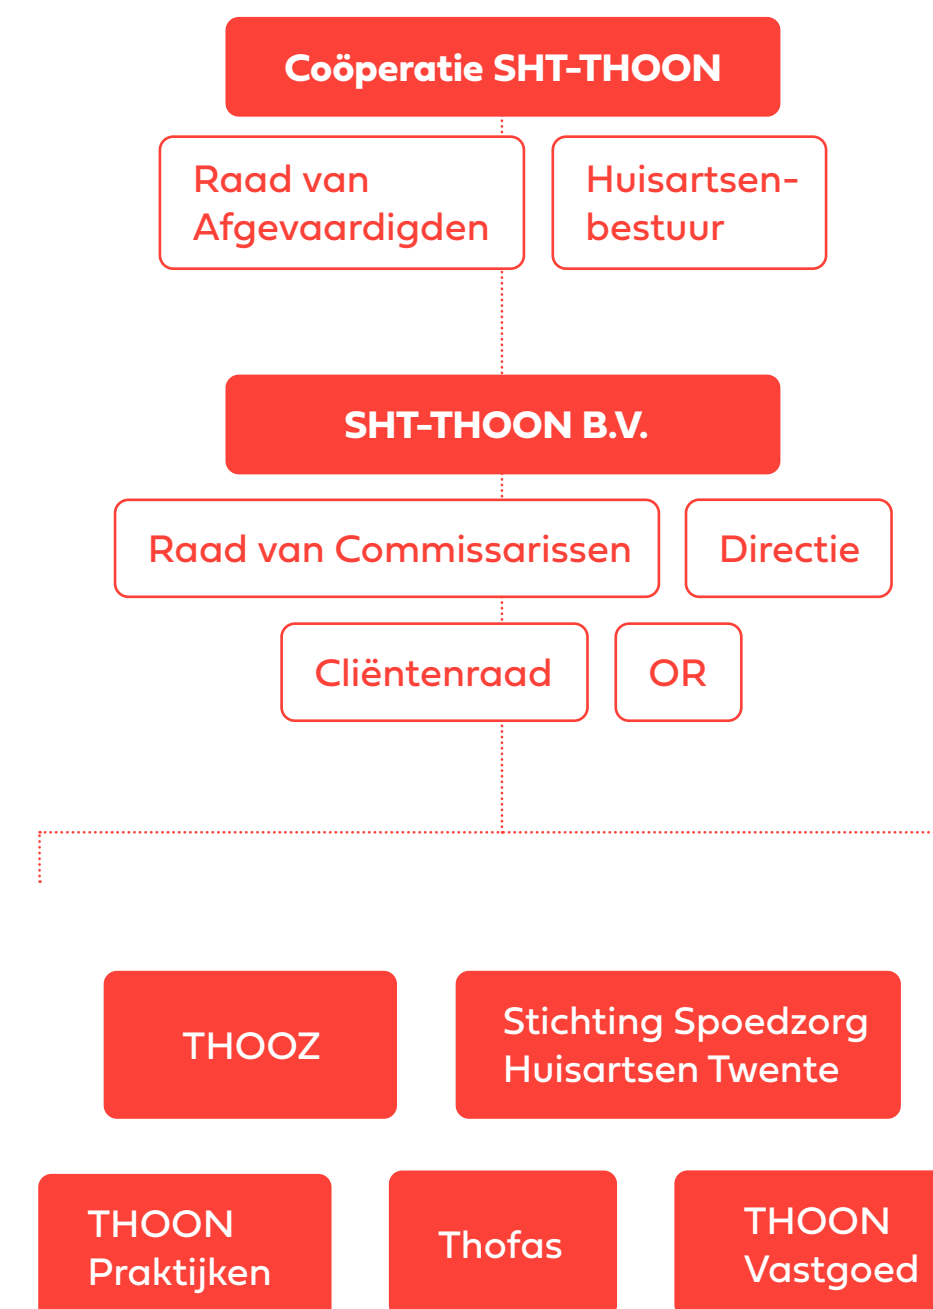 Coöperatie SHT-THOON
Raad van
Afgevaardigden
Huisartsen-
bestuur
SHT-THOON B.V.
Raad van Commissarissen
Directie
Cliëntenraad
OR
THOOZ
Stichting Spoedzorg
Huisartsen Twente
THOON
Praktijken
Thofas
THOON
Vastgoed